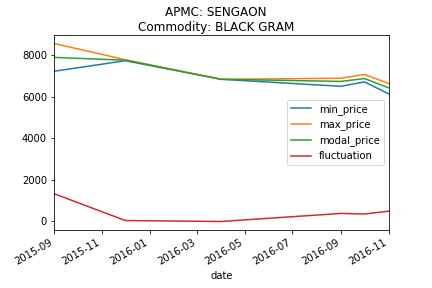 APMC: SENGAON
Commodity: BLACK GRAM
8000
6000
4000
2000
0
min_price
max_price
modal_price
fluctuation
2015-09
2015-11
2016-01
2016-03
2016-05
2016-07
2016-09
2016-11
date